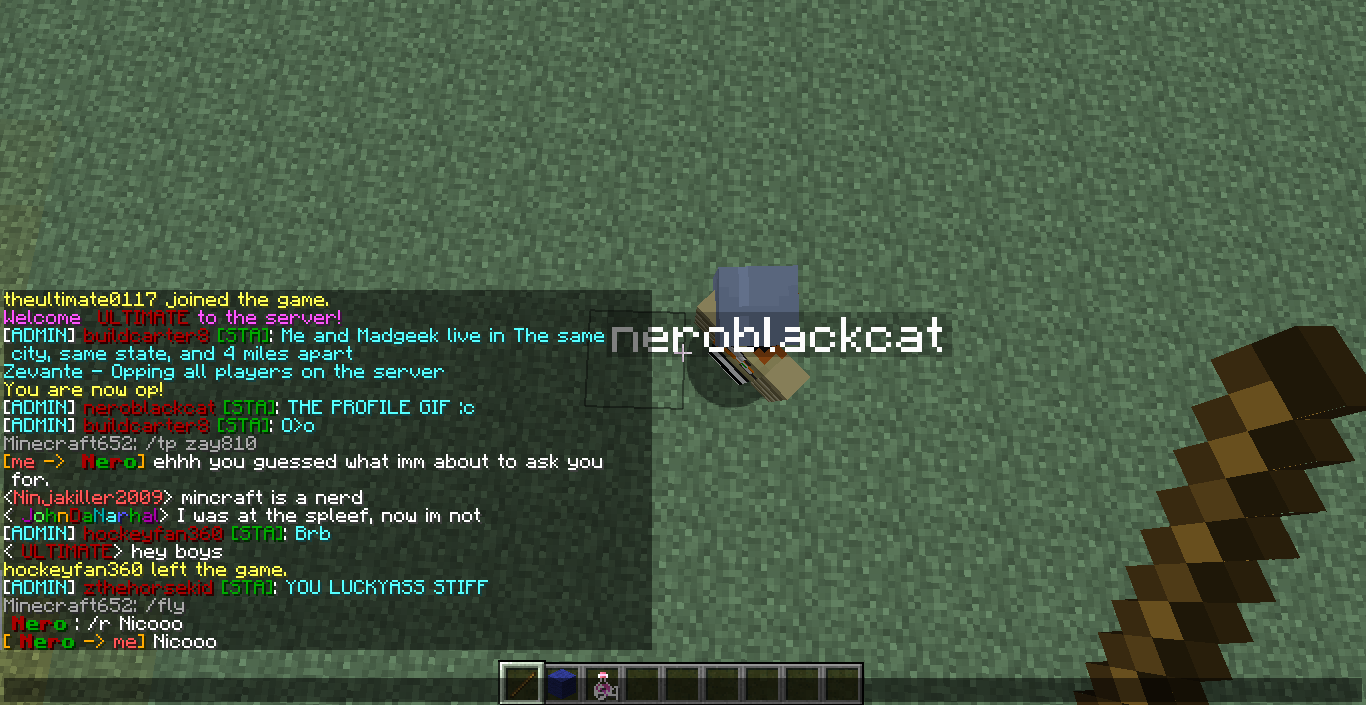 neroblackcat
theultimate0117 joined the game.
Welcome ULTIMATE to the server!
[ADMIN] buildcarter8 [STA]: Me and Madgeek live in The same
city, same state, and 4 miles apart
Zevante - Opping all players on the server
You are now op!
[ADMIN] neroblackcat [STA]: THE PROFILE GIF :c
[ADMIN] buildcarter8 [STA]: O>o
Minecraft652: /tp zay810
[me -> Nero] ehhh you guessed what imm about to ask you
for.
<Ninjakiller2009> mincraft is a nerd
< JohnDaNarhal> I was at the spleef, now im not
[ADMIN] hockeyfan360 [STA]: Brb
< ULTIMATE> hey boys
hockeyfan360 left the game.
[ADMIN] zthehorsekid [STA]: YOU LUCKYASS STIFF
Minecraft652: /fly
Nero : /r Nicooo
[ Nero -> me] Nicooo